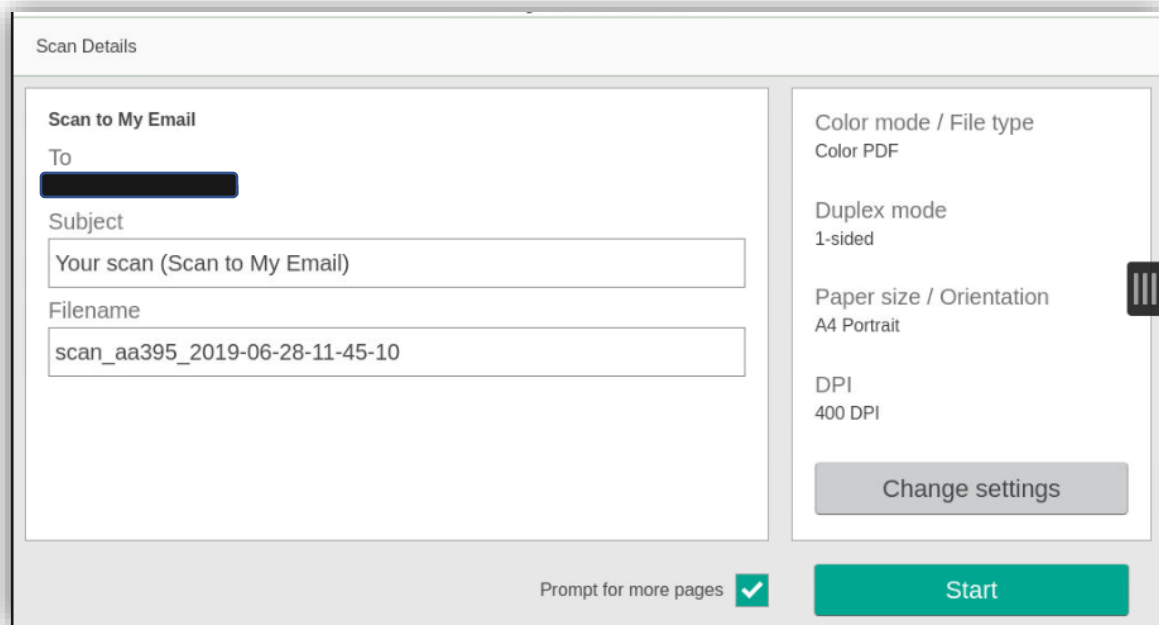 Scan Details
Scan to My Email
To
Subject
Your scan (Scan to My Email)
Filename
scan_aa395_2019-06-28-11-45-10
Color mode / File type
Color PDF
Duplex mode
1-sided
Paper size / Orientation
A4 Portrait
DPI
400 DPI
Change settings
Prompt for more pages
Start